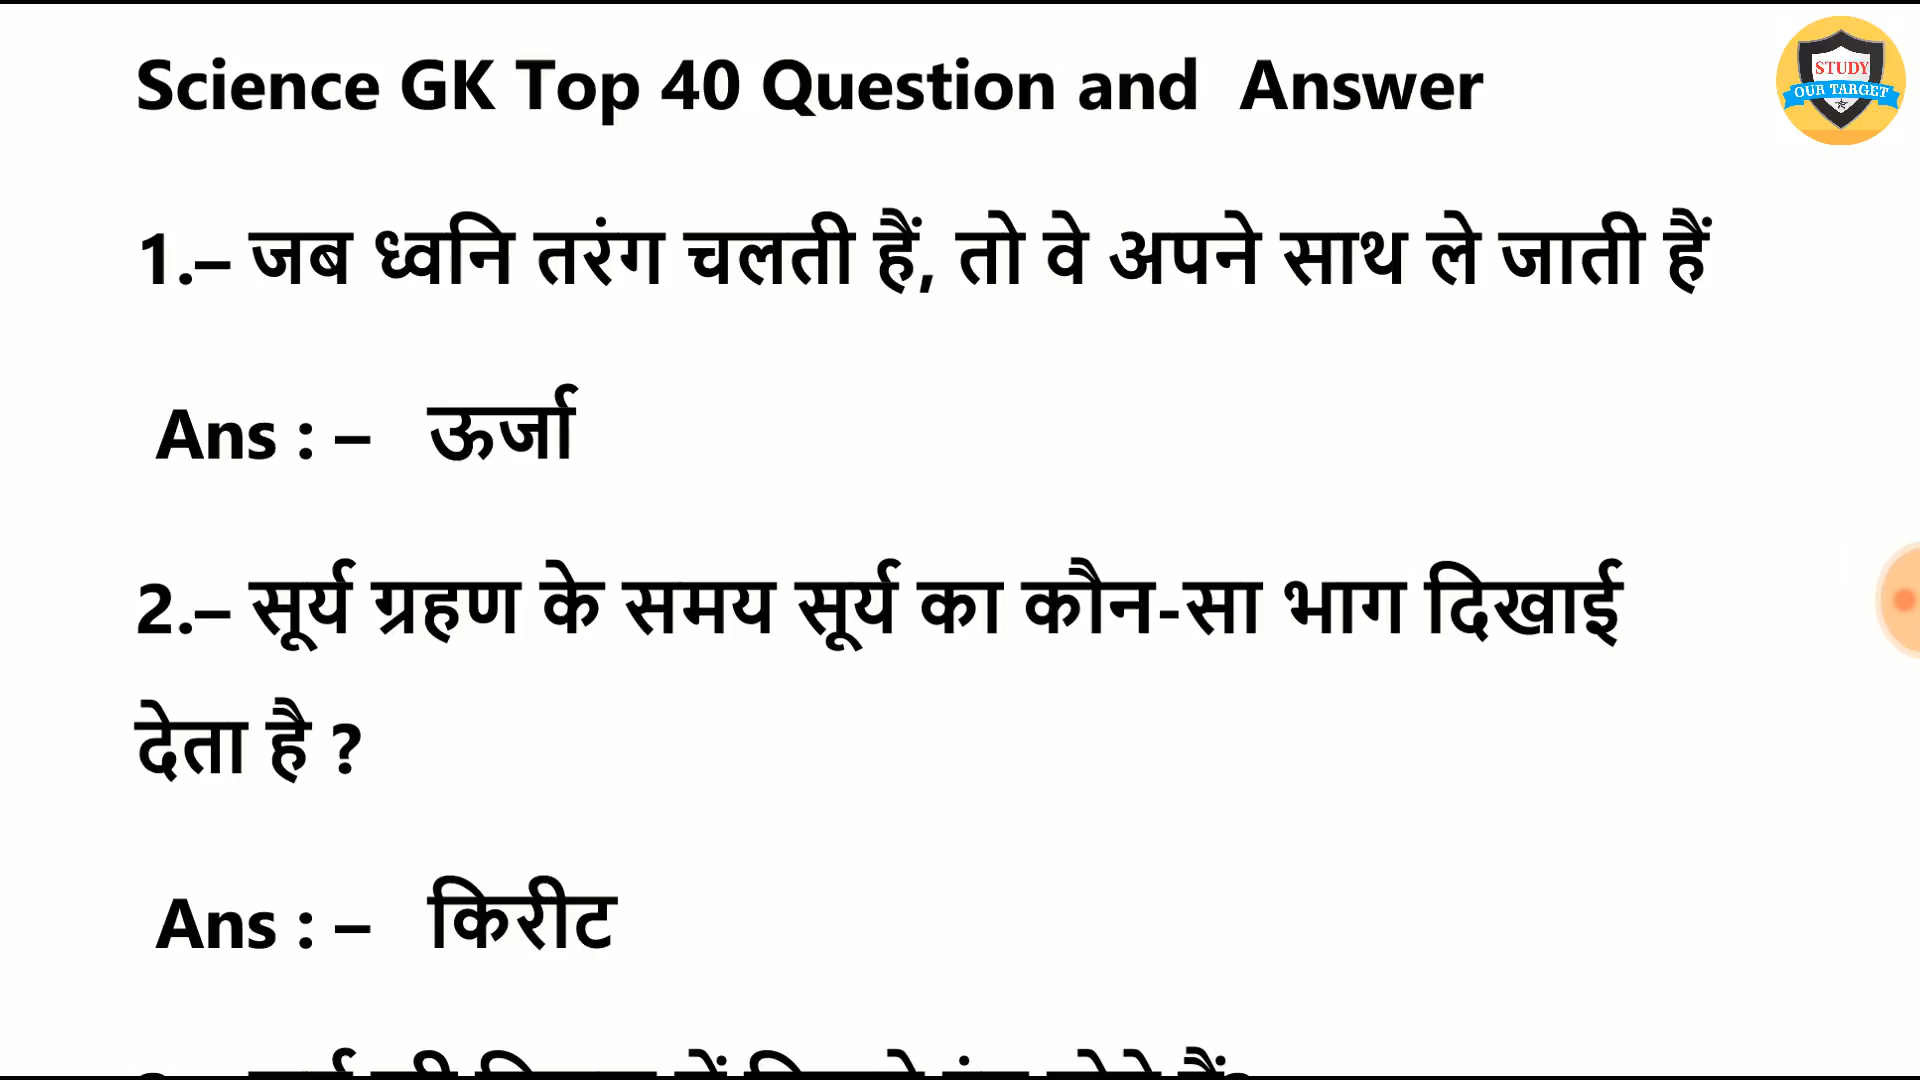 Science GK Top 40 Question and Answer
STUDY
OUR TARGET
1.– जब ध्वनि तरंग चलती हैं, तो वे अपने साथ ले जाती हैं
Ans : – ऊर्जा
2.– सूर्य ग्रहण के समय सूर्य का कौन-सा भाग दिखाई
देता है ?
Ans : – किरीट